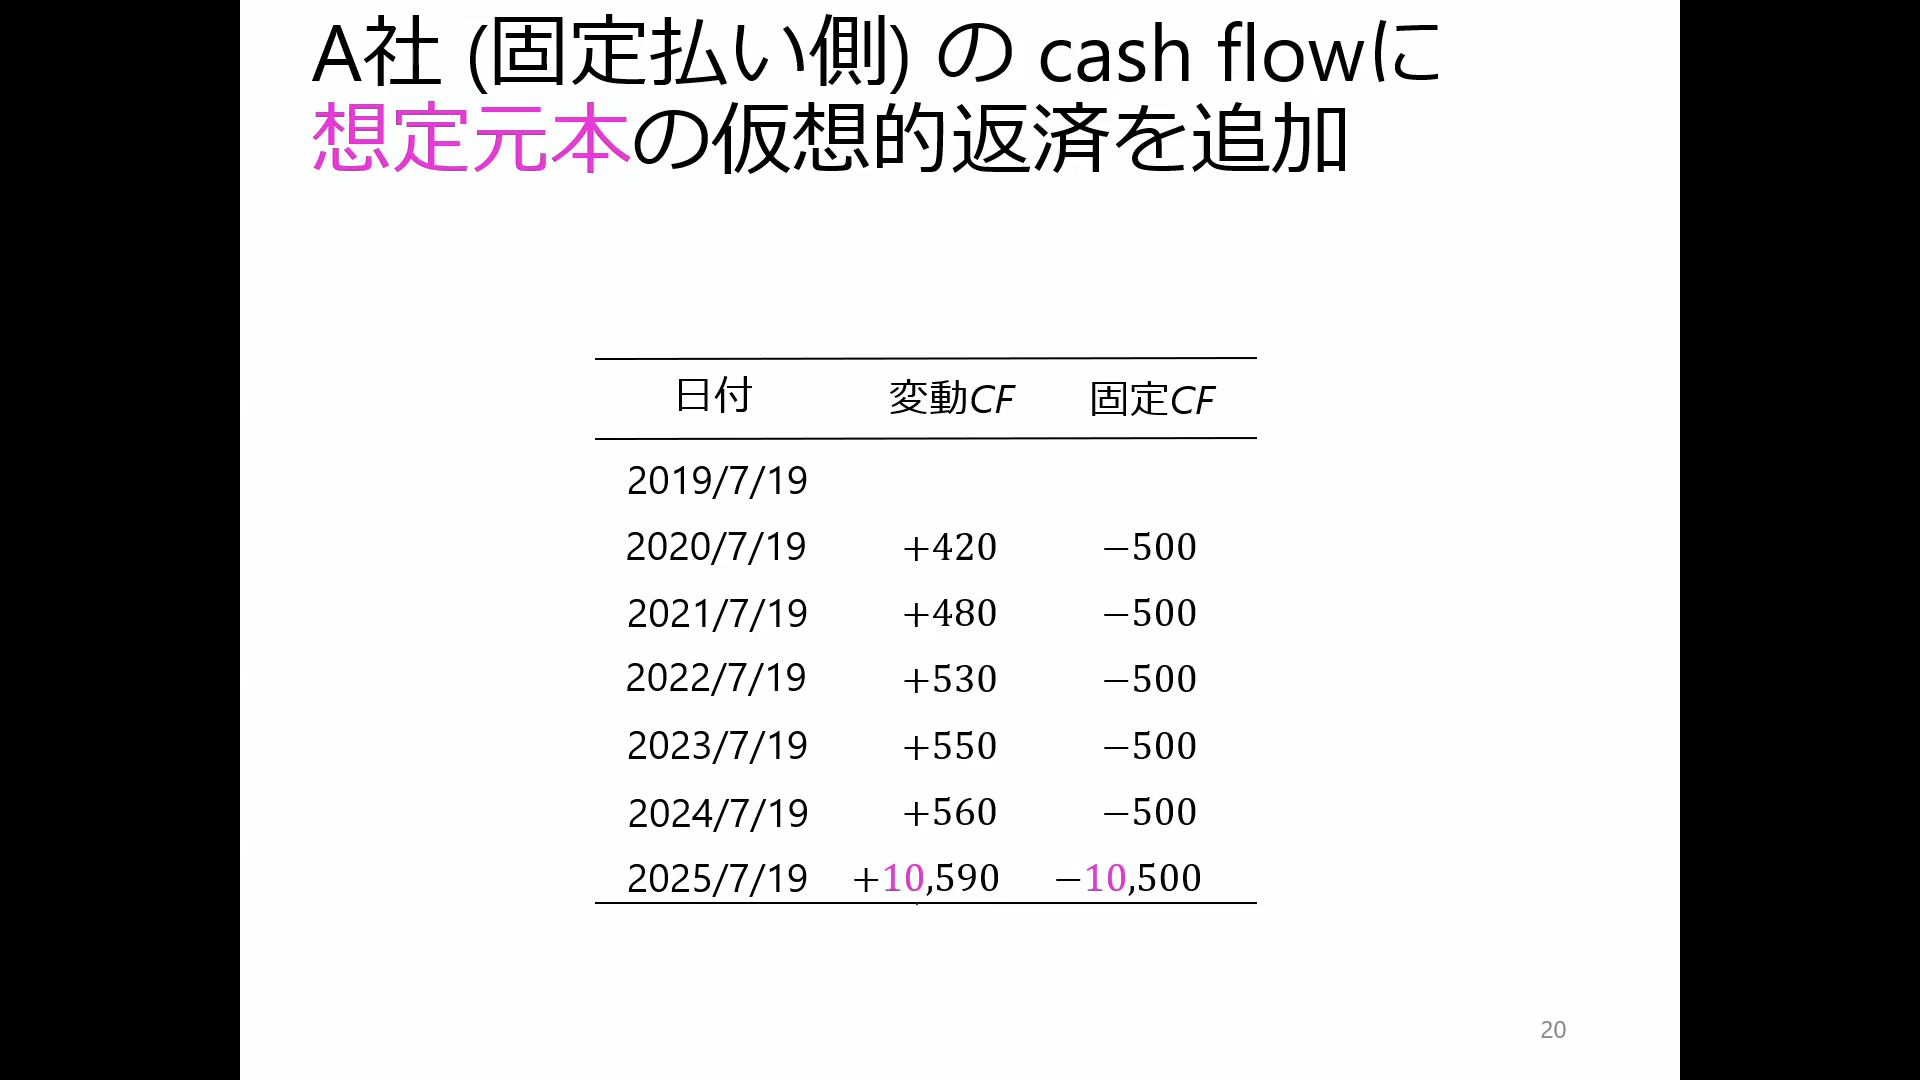 A社 (固定払い側) の cash flowに
想定元本の仮想的返済を追加
日付 変動CF 固定CF
2019/7/19
2020/7/19 +420 −500
2021/7/19 +480 −500
2022/7/19 +530 −500
2023/7/19 +550 −500
2024/7/19 +560 −500
2025/7/19 +10,590 −10,500
20